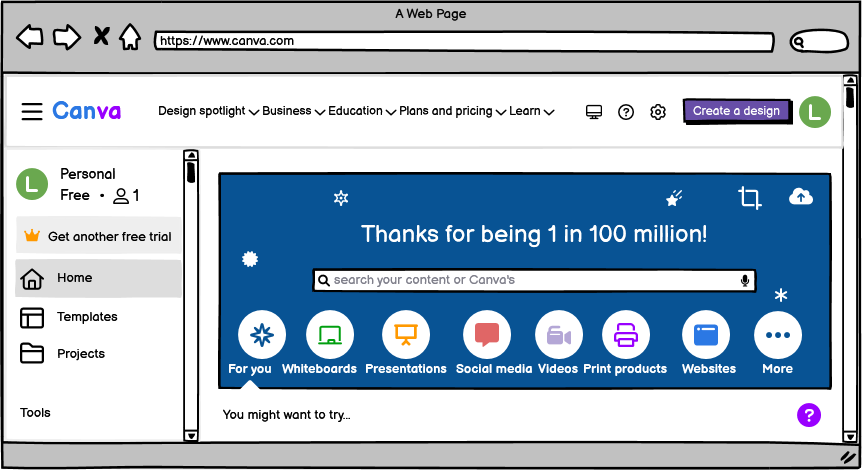 A Web Page
https://www.canva.com
Canva
Design spotlight Business Education Plans and pricing Learn
Create a design
L
L
Personal
Free • 1
Get another free trial
Home
Templates
Projects
Tools
Thanks for being 1 in 100 million!
search your content or Canva's
For you Whiteboards Presentations Social media Videos Print products Websites More
You might want to try...
?